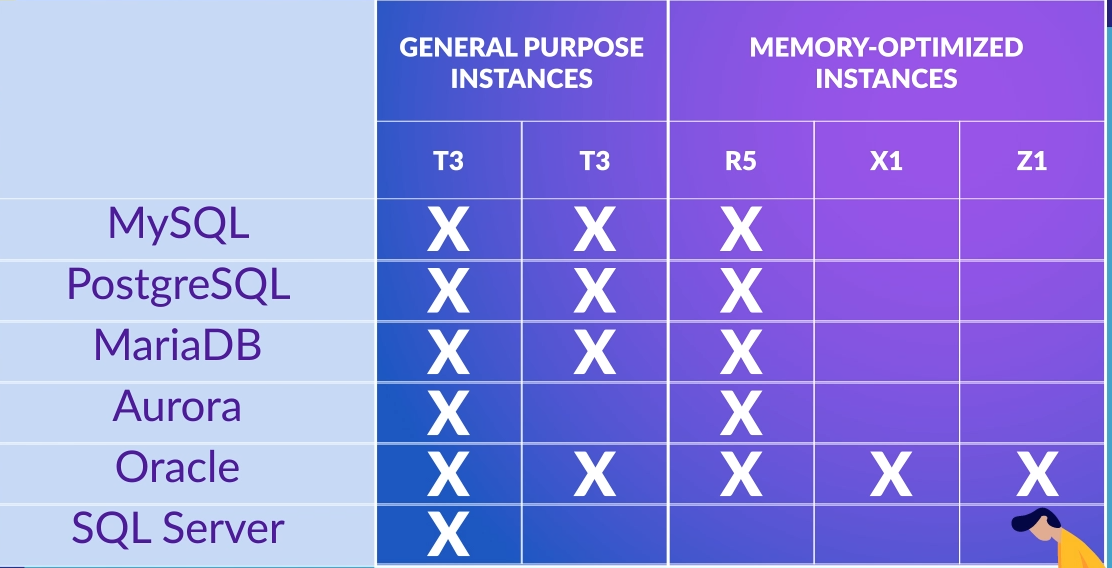 GENERAL PURPOSE
INSTANCES
MEMORY-OPTIMIZED
INSTANCES
T3 T3 R5 X1 Z1
MySQL X X X
PostgreSQL X X X
MariaDB X X X
Aurora X X
Oracle X X X X X
SQL Server X